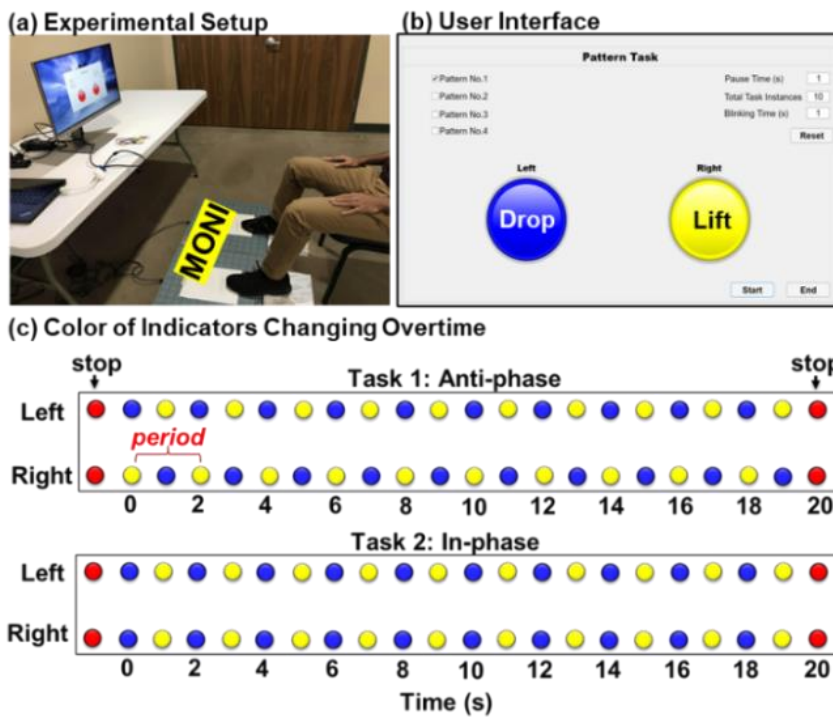 (a) Experimental Setup
MONI
(b) User Interface
Pattern Task
Pattern No.1
Pattern No.2
Pattern No.3
Pattern No.4
Pause Time (s) 1
Total Task Instances 10
Blinking Time (s) 1
Reset
Left Right
Drop Lift
Start End
(c) Color of Indicators Changing Overtime
stop stop
Task 1: Anti-phase
Left
period
Right
0 2 4 6 8 10 12 14 16 18 20
Task 2: In-phase
Left
Right
0 2 4 6 8 10 12 14 16 18 20
Time (s)